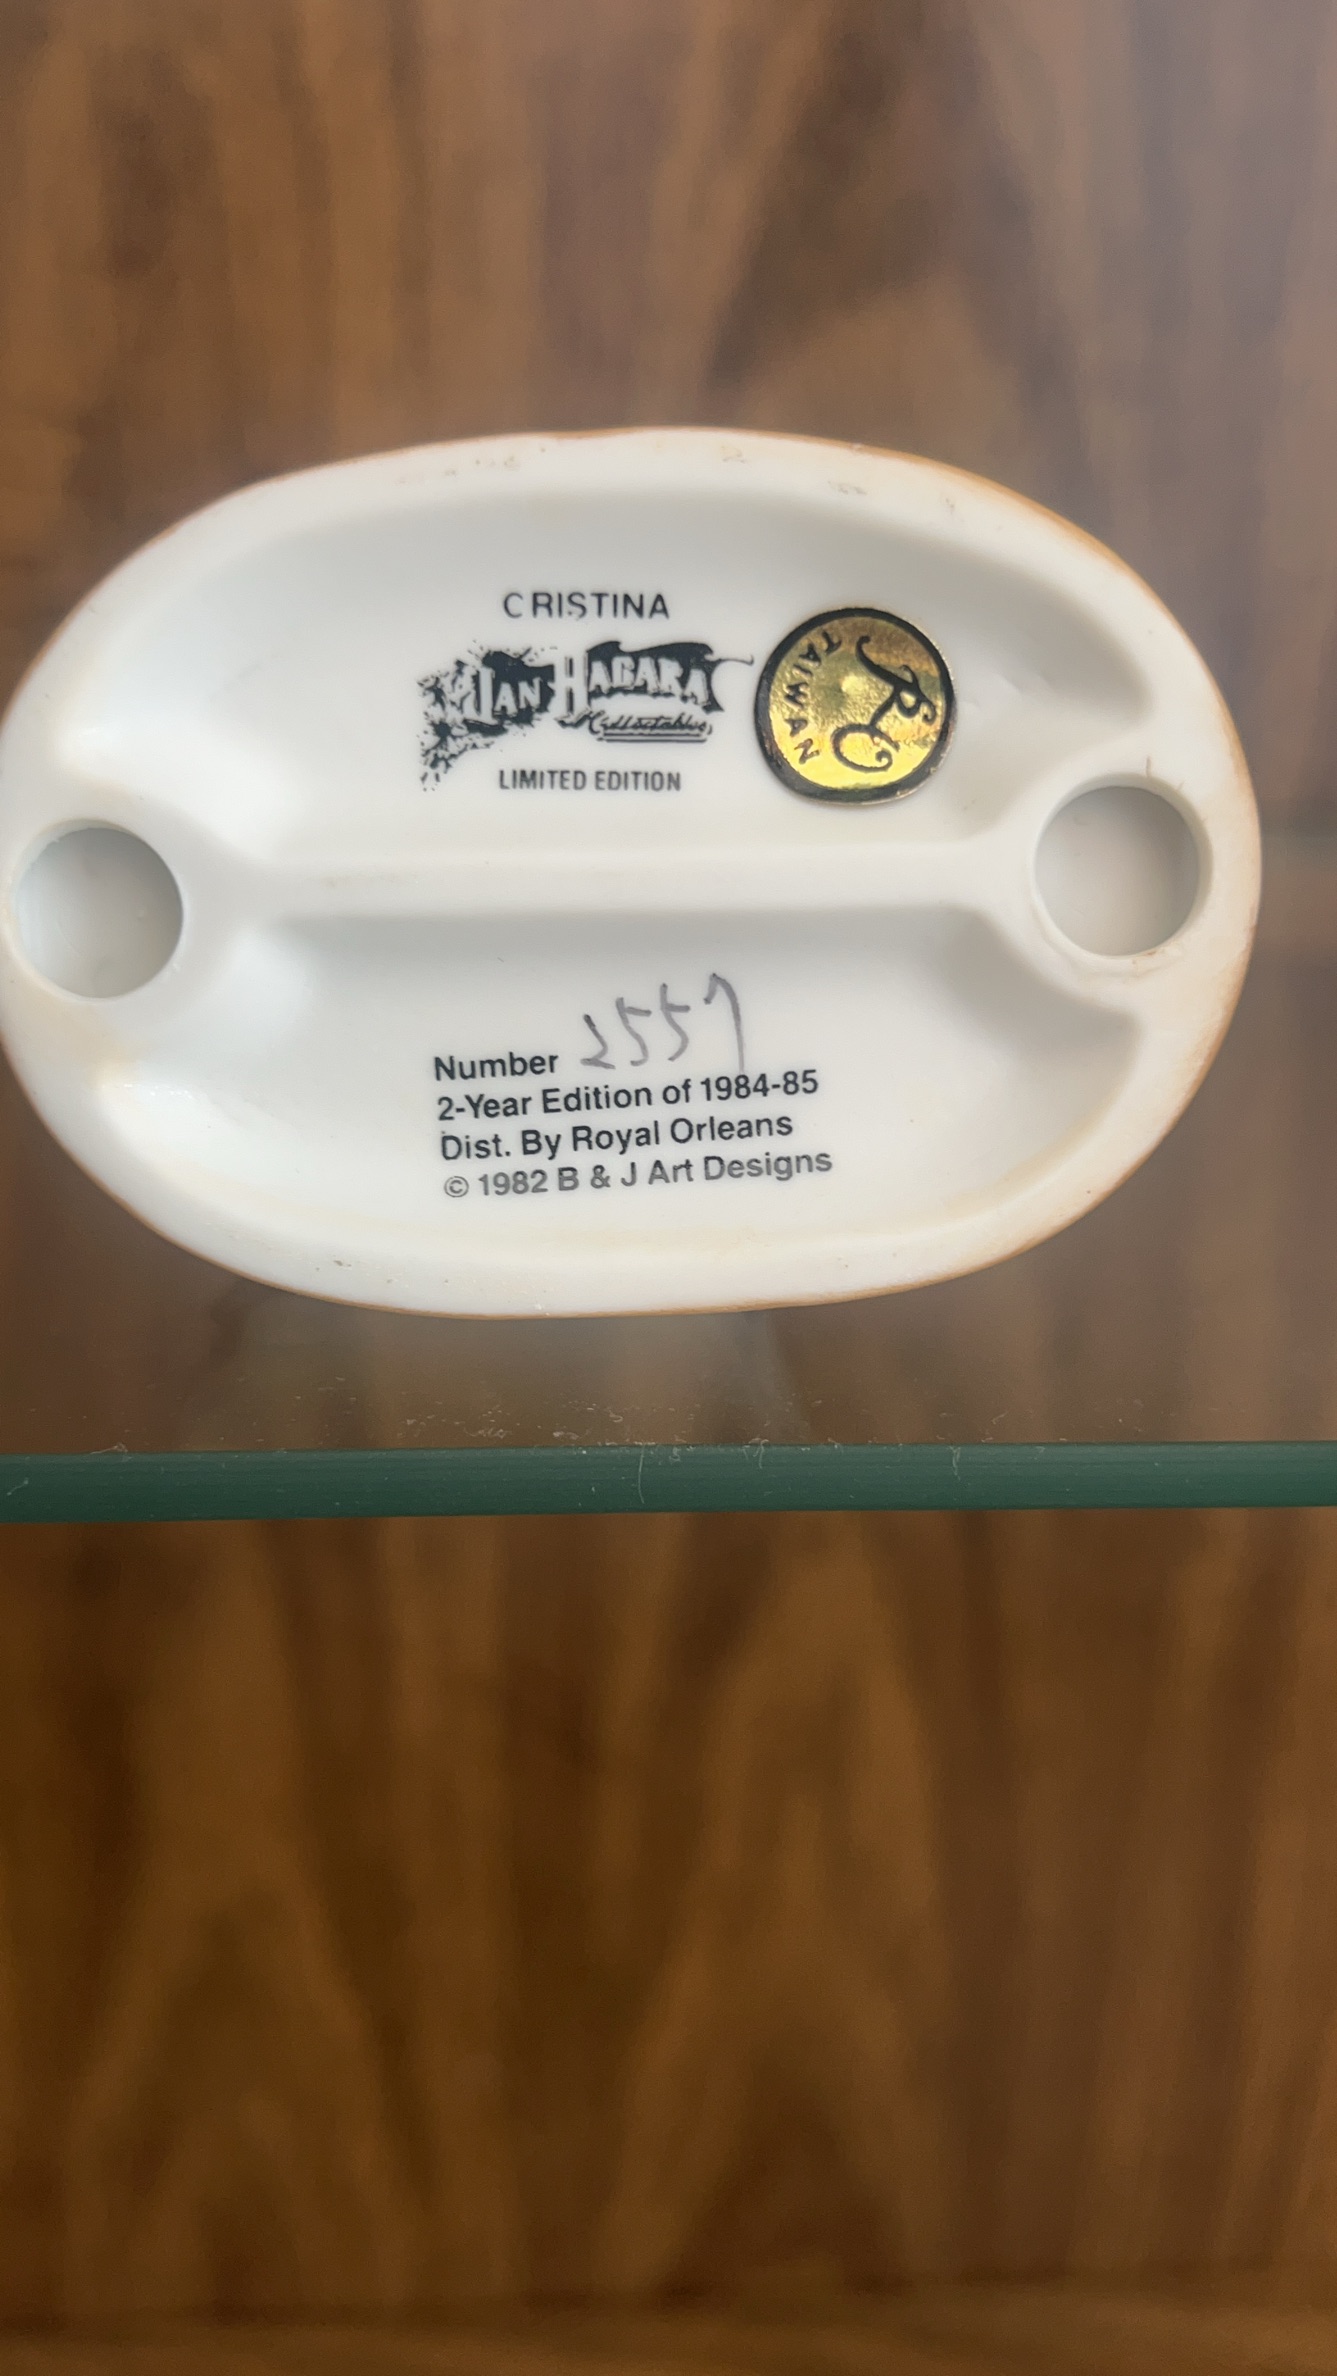 CRISTINA
JAN HAGARA
Collectables
LIMITED EDITION
RO
TAIWAN
Number 2557
2-Year Edition of 1984-85
Dist. By Royal Orleans
© 1982 B & J Art Designs